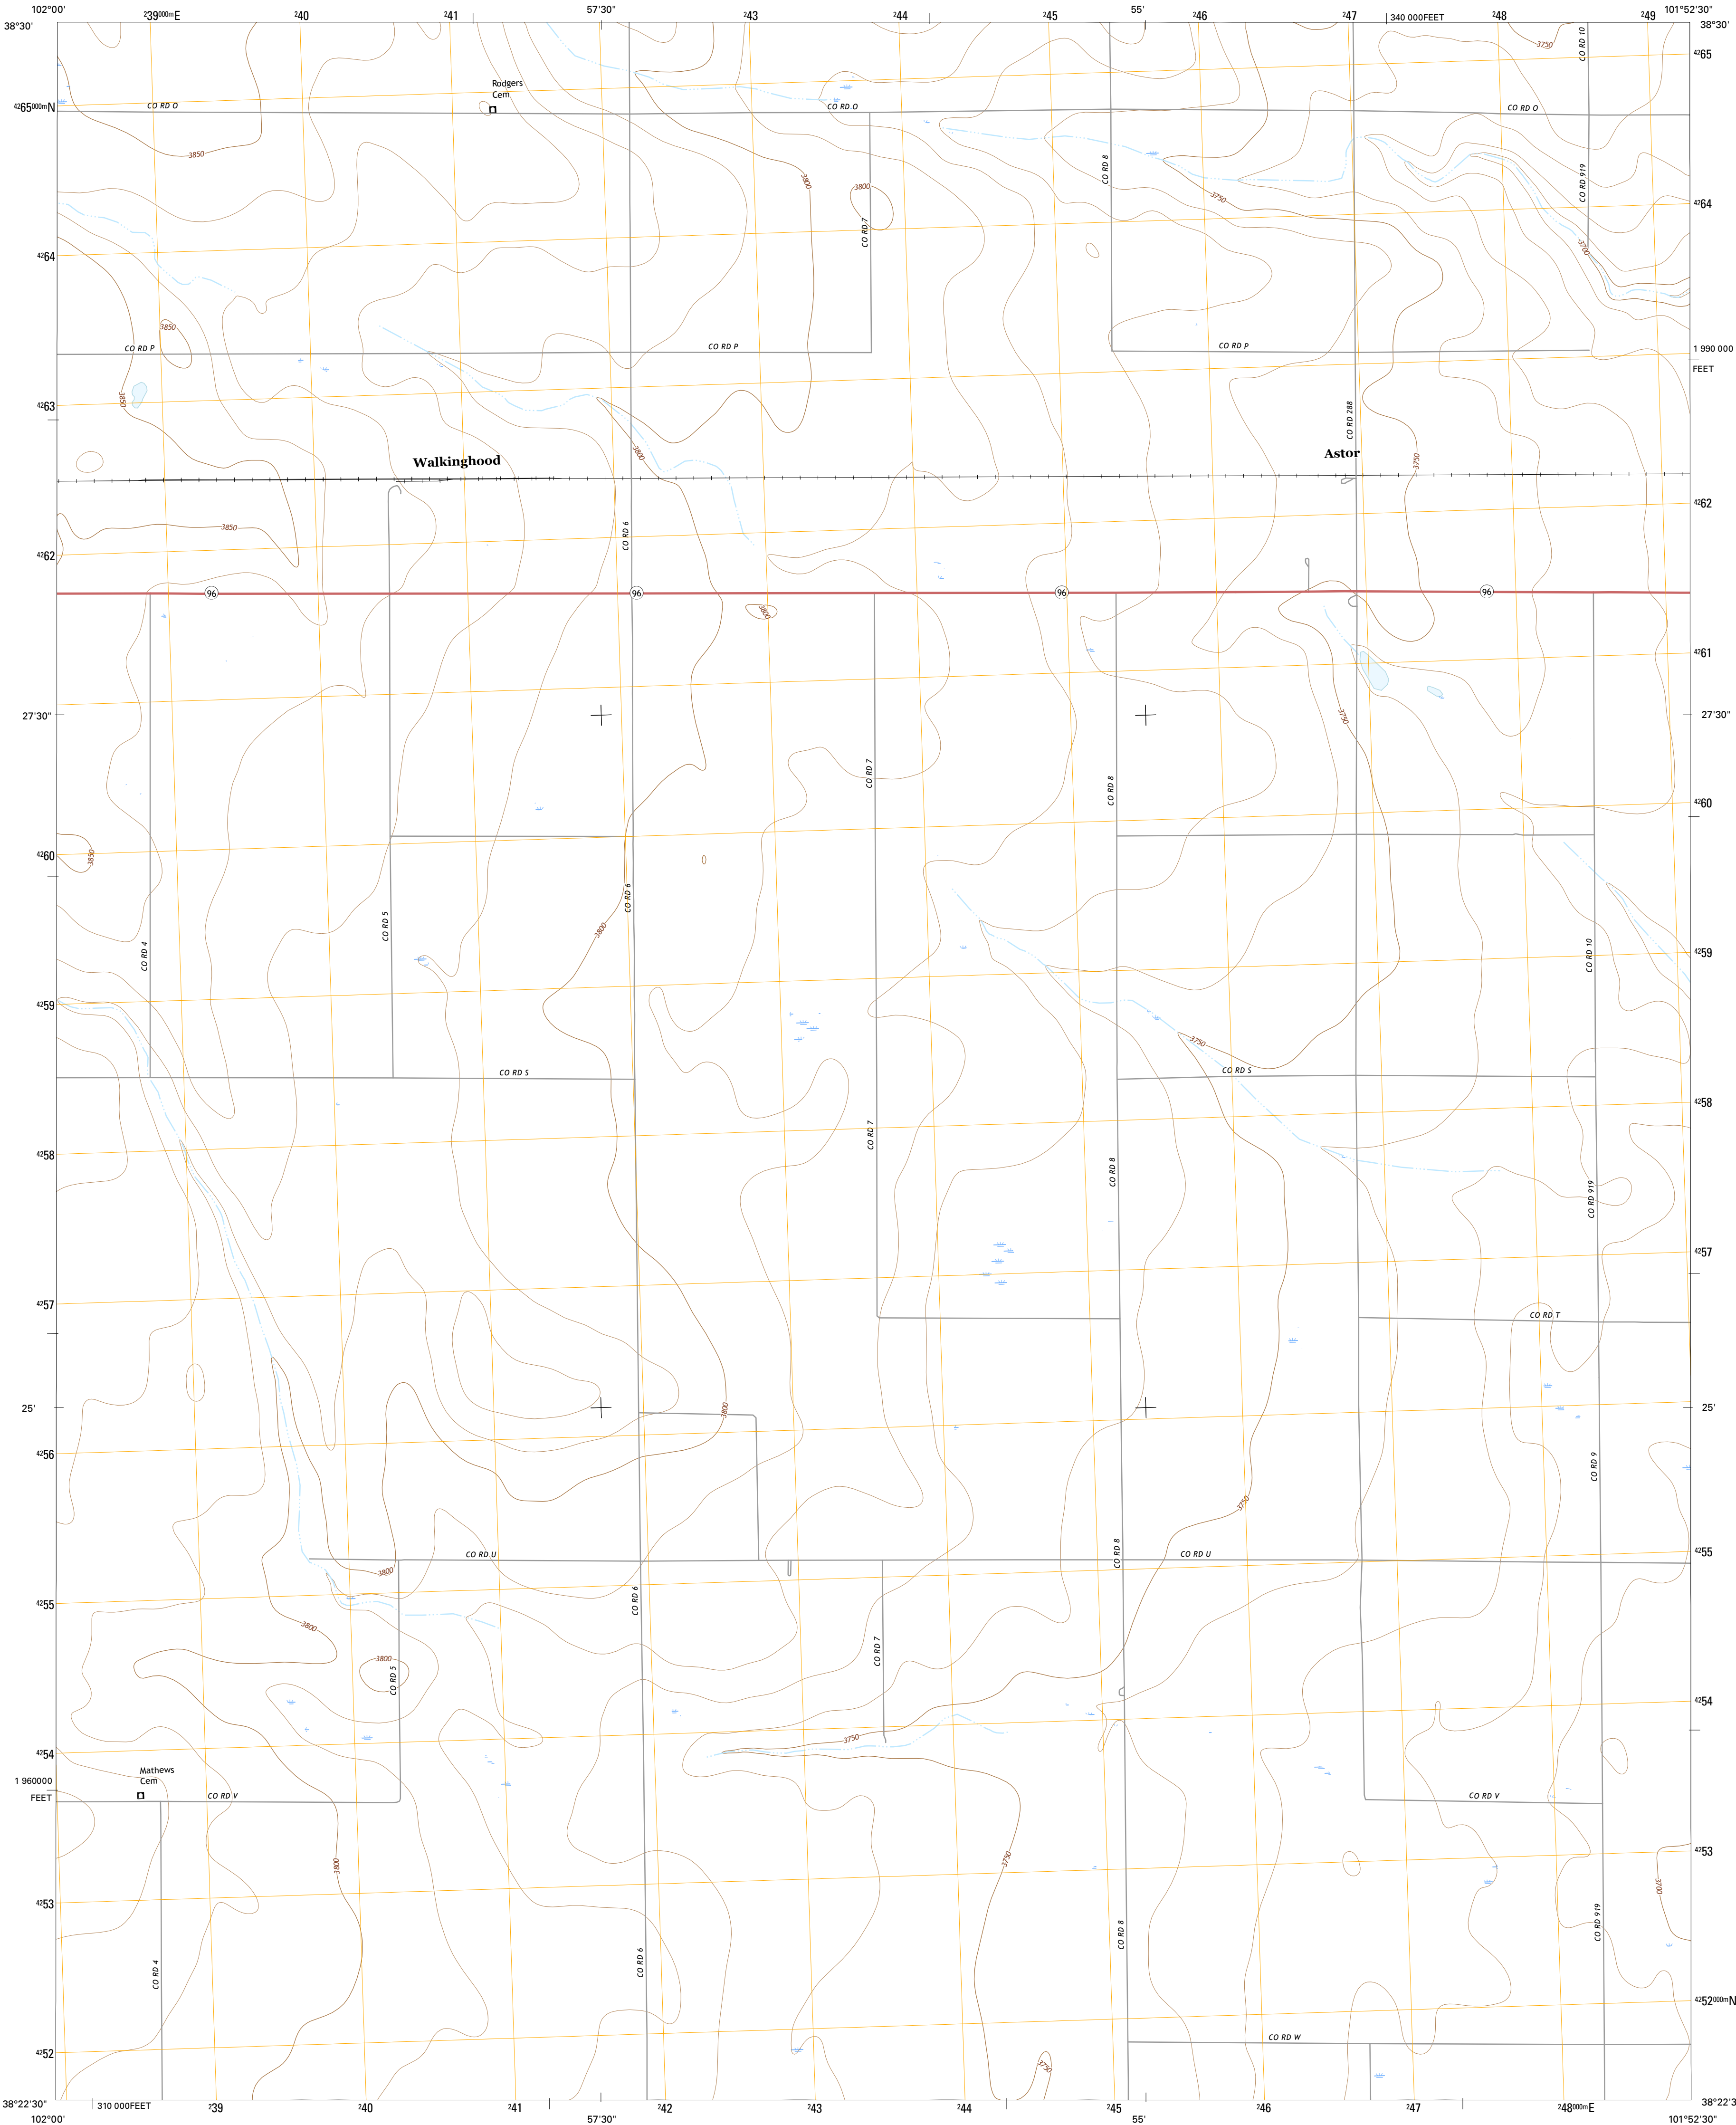 102°00' ²39⁰⁰⁰ᵐE ²40 ²41 57'30" ²43 ²44 ²45 55' ²46 ²47 340 000FEET ²48 ²49 101°52'30"
38°30' 38°30'
3750
CO RD 10
⁴²65
Rodgers
Cem
⁴²65⁰⁰⁰ᵐN
CO RD O CO RD O CO RD O
3850
CO RD 8
3800
3800
3750
CO RD 919
⁴²64
CO RD 7
3700
⁴²64
3850
CO RD P CO RD P CO RD P
1 990 000
FEET
3850
⁴²63
CO RD 288
3800
Walkinghood
Astor
3750
⁴²62
3850
CO RD 6
⁴²62
96 96 96 96
3800
⁴²61
27'30" 27'30"
3750
CO RD 7
CO RD 8
⁴²60
3850
⁴²60
CO RD 6
CO RD 5
3800
CO RD 4
CO RD 10
⁴²59
⁴²59
3750
CO RD S CO RD S
⁴²58
CO RD 7
⁴²58
CO RD 8
CO RD 919
⁴²57
⁴²57
CO RD T
25' 3800 25'
⁴²56
CO RD 9
3750
CO RD 8
CO RD U CO RD U
⁴²55
3800
⁴²55
CO RD 6
3800
CO RD 7
3800
CO RD 5
⁴²54
3750
⁴²54
Mathews
Cem
1 960000
FEET
CO RD V CO RD V
⁴²53
3800
3750
3700
⁴²53
CO RD 919
CO RD 8
CO RD 6
CO RD 4
⁴²52⁰⁰⁰ᵐN
CO RD W
⁴²52
3750
38°22'30" 38°22'30"
310 000FEET ²39 ²40 ²41 ²42 ²43 ²44 ²45 ²46 ²47 ²48⁰⁰⁰ᵐE
102°00' 57'30" 55' 101°52'30"